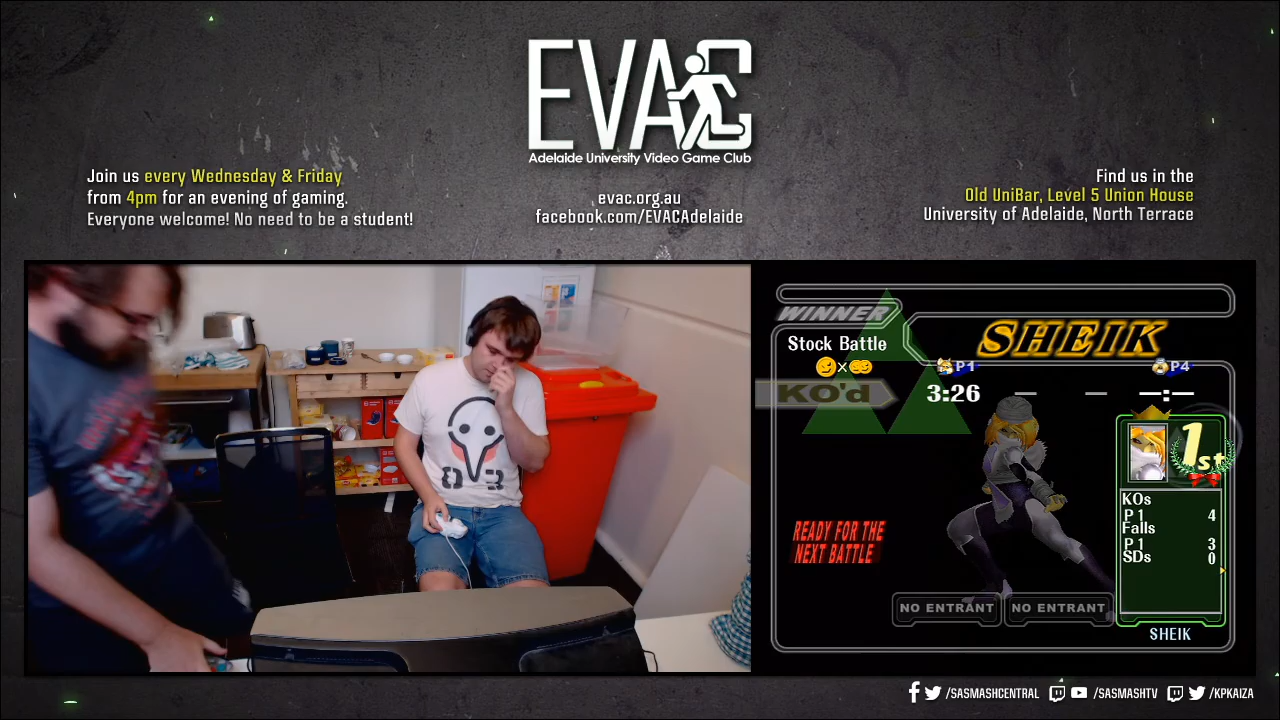 EVAC
Adelaide University Video Game Club
Join us every Wednesday & Friday
from 4pm for an evening of gaming.
Everyone welcome! No need to be a student!
evac.org.au
facebook.com/EVACAdelaide
Find us in the
Old UniBar, Level 5 Union House
University of Adelaide, North Terrace
03
WINNER
SHEIK
Stock Battle
P1
P4
KO'd
3:26
— —
—:—
1st
READY FOR THE
NEXT BATTLE
KOs
P1 4
Falls
P1 3
SDs 0
NO ENTRANT
NO ENTRANT
SHEIK
/SASMASHCENTRAL
/SASMASHTV
/KPKAIZA